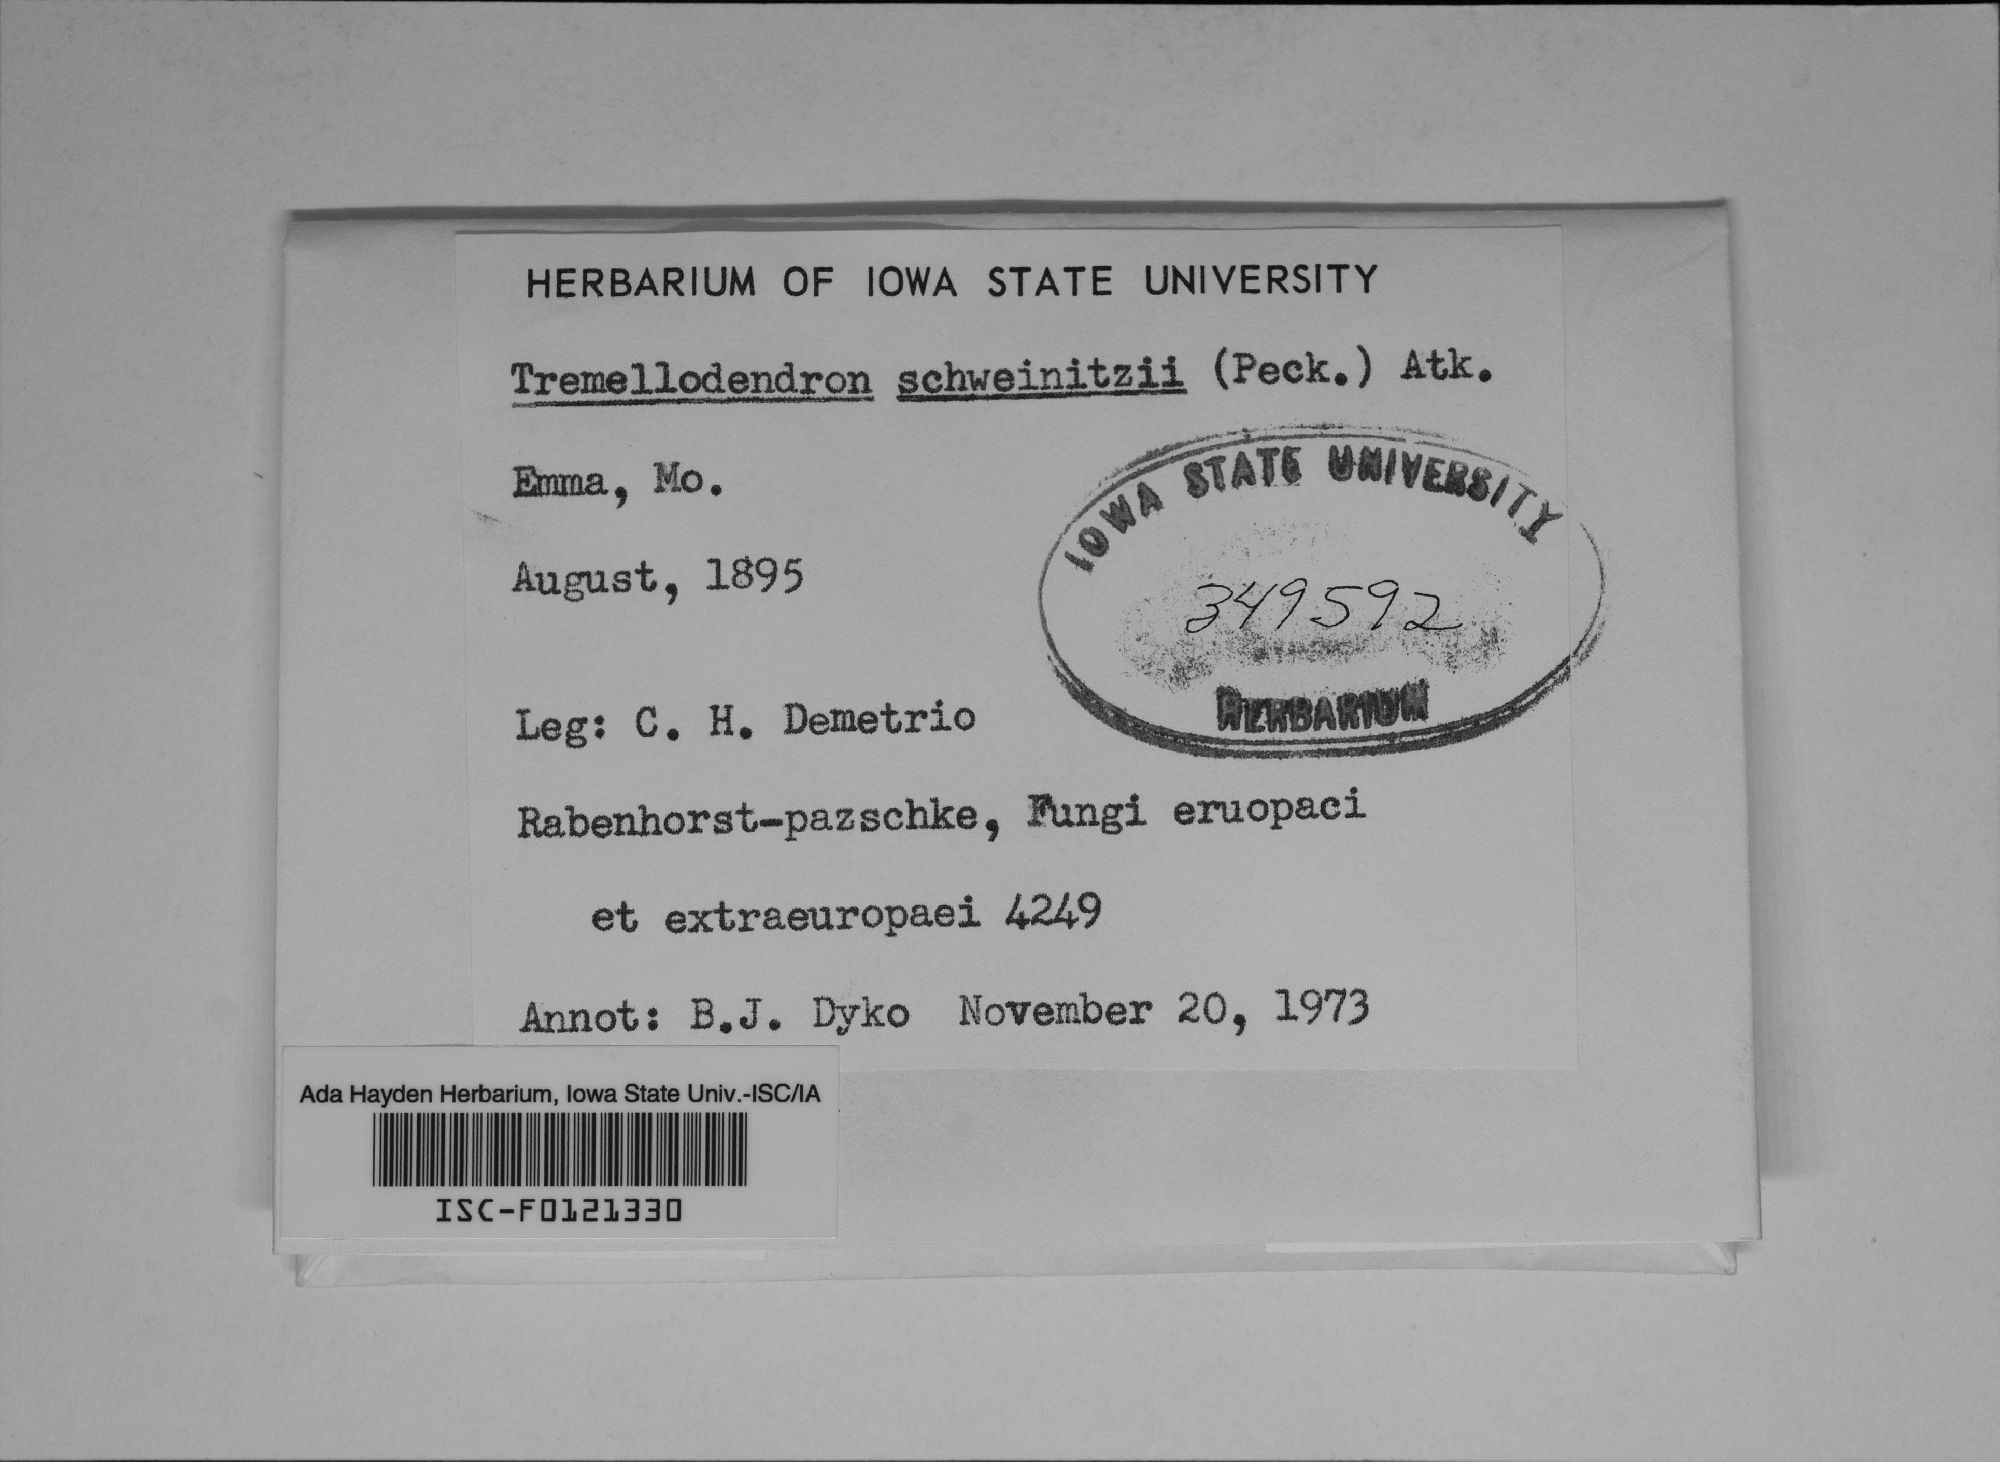 HERBARIUM OF IOWA STATE UNIVERSITY
Tremellodendron schweinitzii (Peck.) Atk.
Emma, Mo.
August, 1895
IOWA STATE UNIVERSITY
349592
HERBARIUM
Leg: C. H. Demetrio
Rabenhorst-pazschke, Fungi eruopaci
et extraeuropaei 4249
Annot: B.J. Dyko November 20, 1973
Ada Hayden Herbarium, Iowa State Univ.-ISC/IA
ISC-F0121330